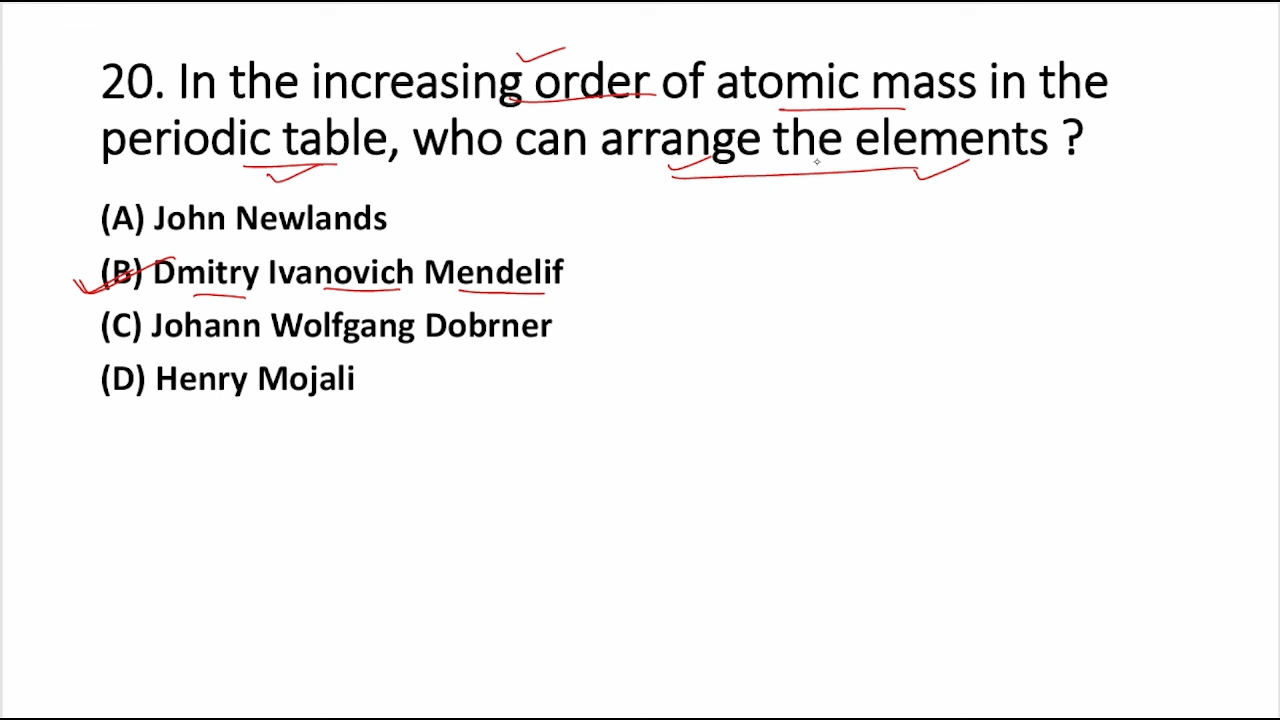 20. In the increasing order of atomic mass in the
periodic table, who can arrange the elements ?
(A) John Newlands
(B) Dmitry Ivanovich Mendelif
(C) Johann Wolfgang Dobrner
(D) Henry Mojali